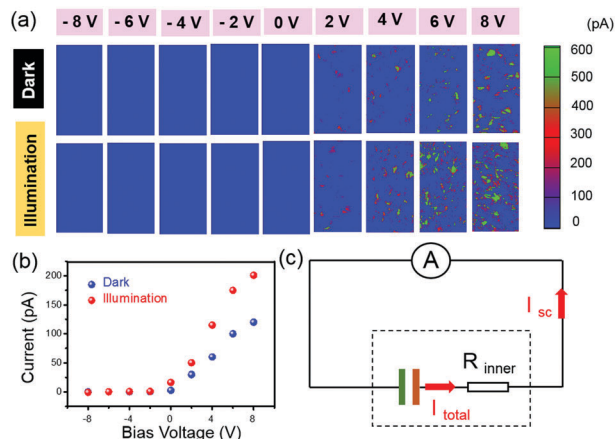 (a) - 8 V - 6 V - 4 V - 2 V 0 V 2 V 4 V 6 V 8 V (pA)
Dark
Illumination
600
500
400
300
200
100
0
(b)
Dark
Illumination
Current (pA)
200
150
100
50
0
-8 -4 0 4 8
Bias Voltage (V)
(c)
A
I sc
R inner
I total